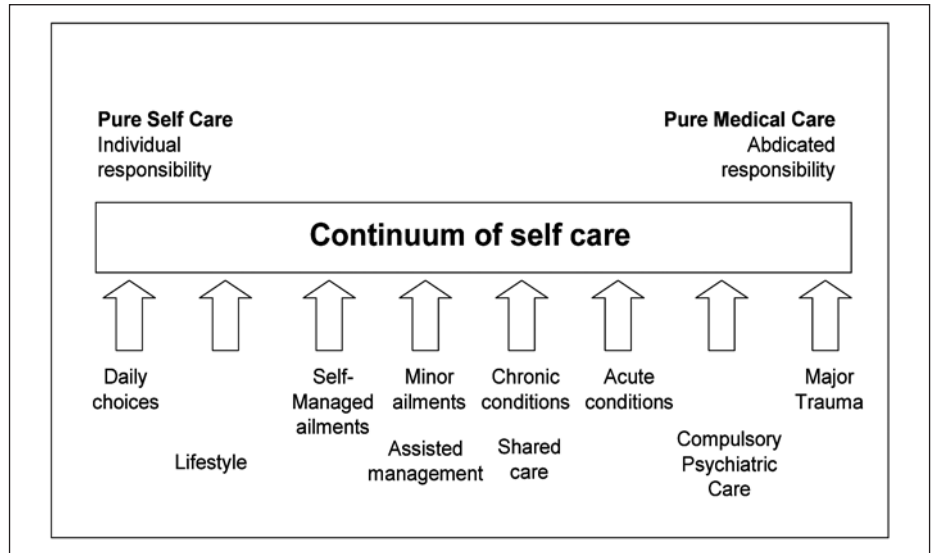 Pure Self Care
Individual
responsibility
Pure Medical Care
Abdicated
responsibility
Continuum of self care
Daily
choices
Lifestyle
Self-
Managed
ailments
Minor
ailments
Assisted
management
Chronic
conditions
Shared
care
Acute
conditions
Compulsory
Psychiatric
Care
Major
Trauma